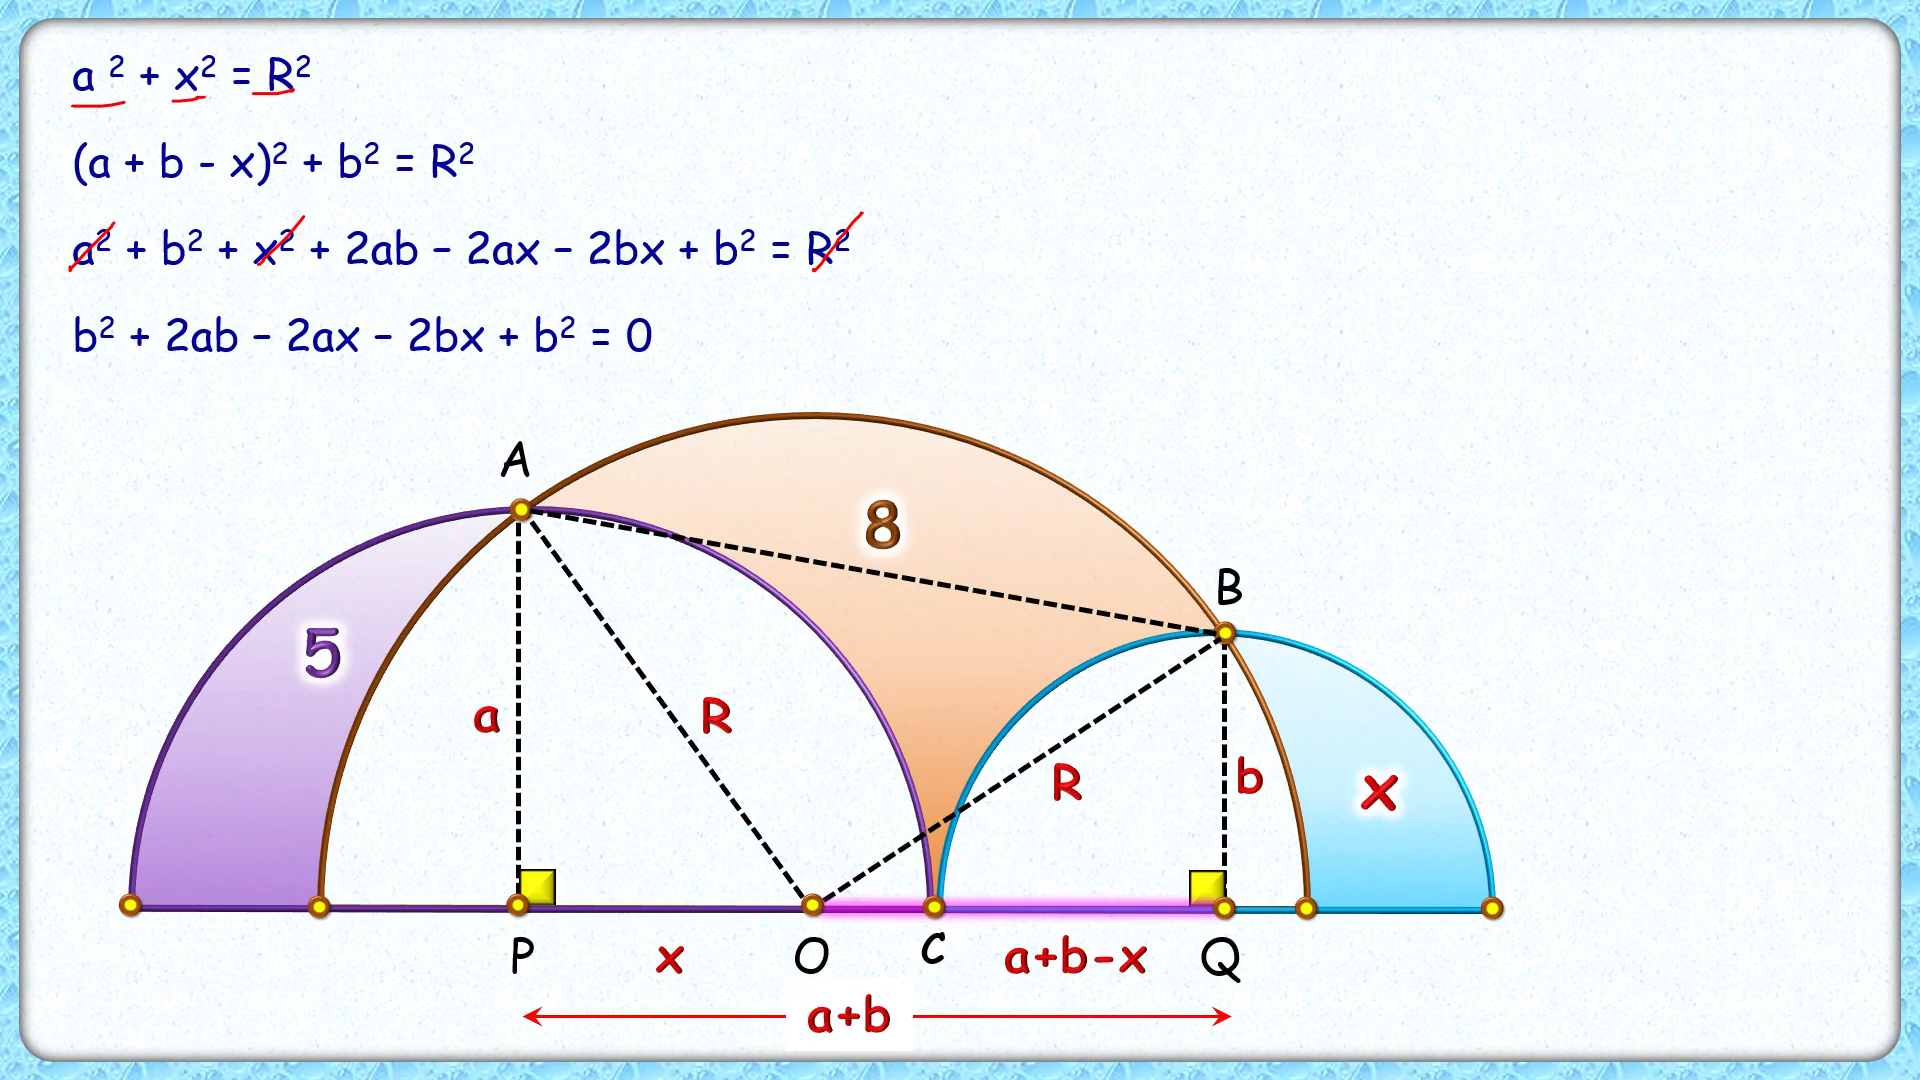 a² + x² = R²
(a + b - x)² + b² = R²
a² + b² + x² + 2ab – 2ax – 2bx + b² = R²
b² + 2ab – 2ax – 2bx + b² = 0
A
8
B
5
a
R
R
b
x
P
x
O
C
a+b-x
Q
a+b